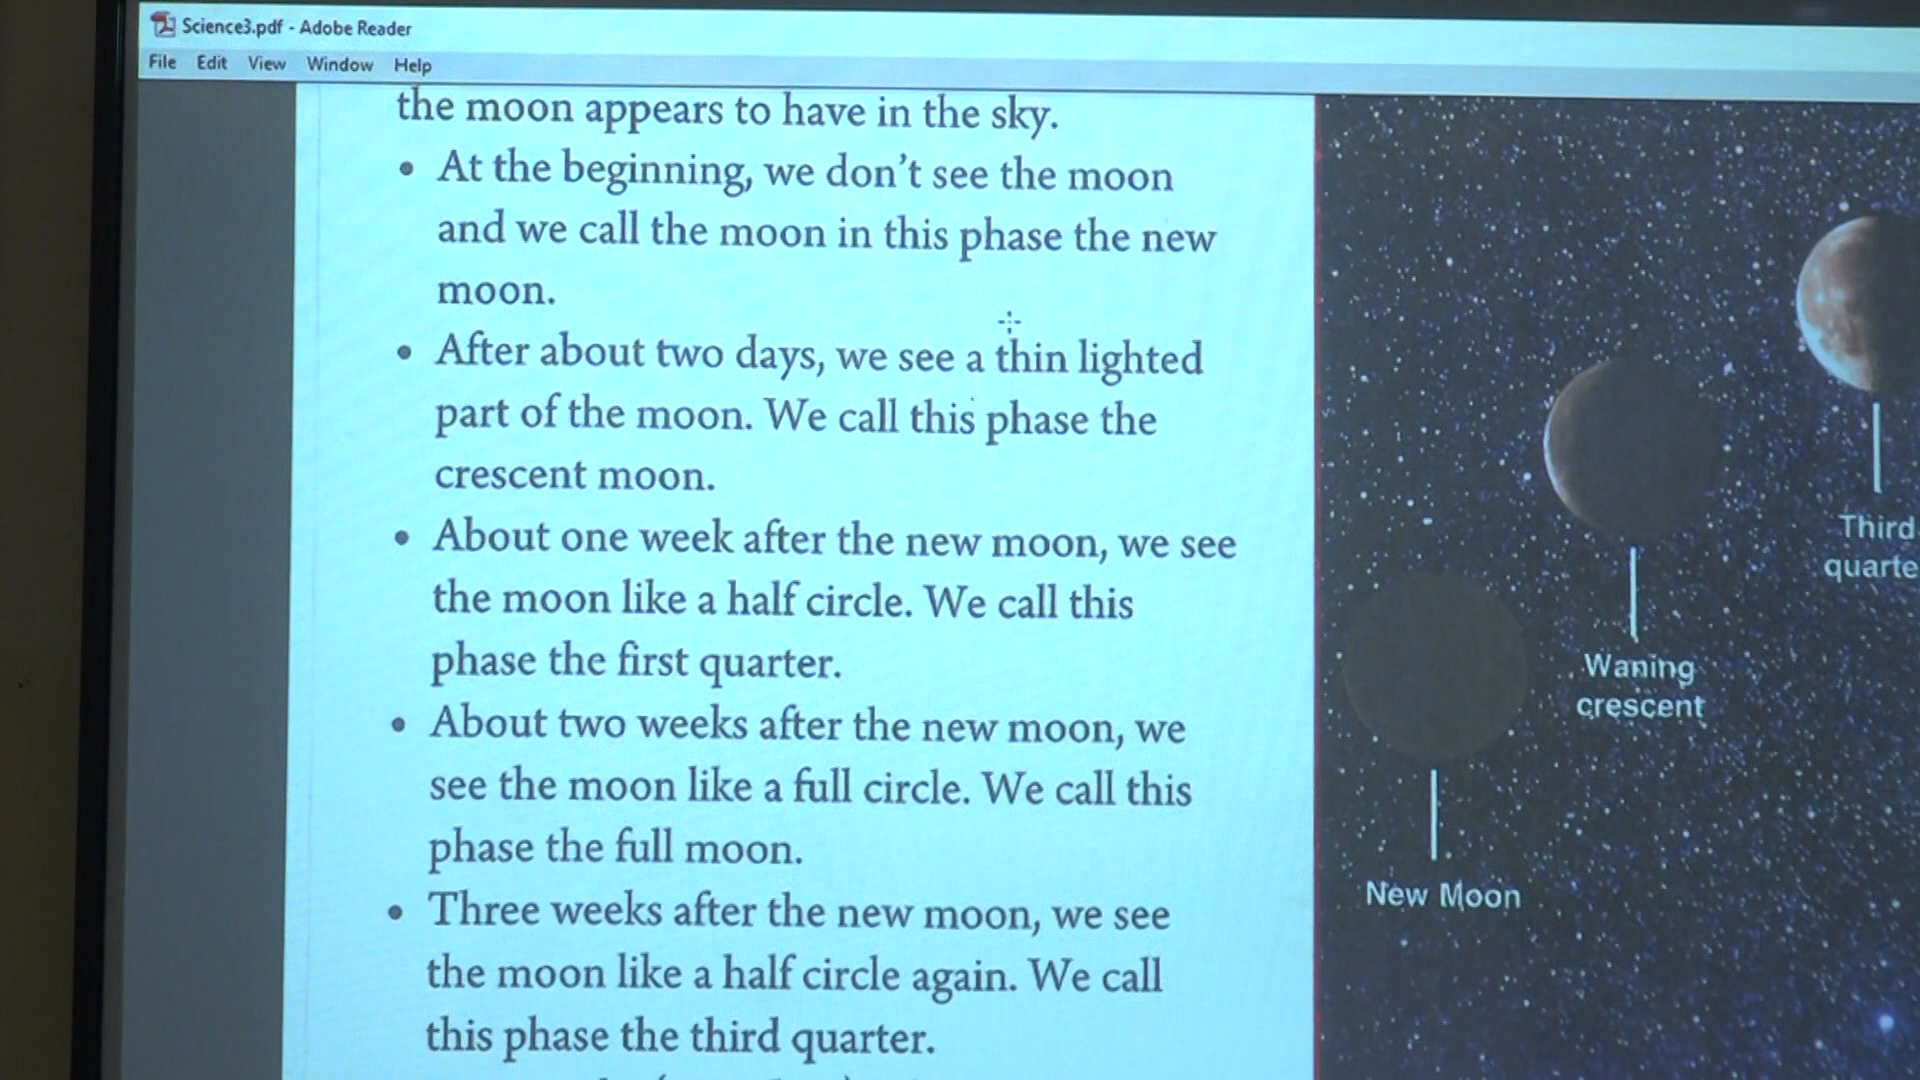 Science3.pdf - Adobe Reader
File Edit View Window Help
the moon appears to have in the sky.
• At the beginning, we don't see the moon
and we call the moon in this phase the new
moon.
• After about two days, we see a thin lighted
part of the moon. We call this phase the
crescent moon.
• About one week after the new moon, we see
the moon like a half circle. We call this
phase the first quarter.
• About two weeks after the new moon, we
see the moon like a full circle. We call this
phase the full moon.
• Three weeks after the new moon, we see
the moon like a half circle again. We call
this phase the third quarter.
Third
quarte
Waning
crescent
New Moon